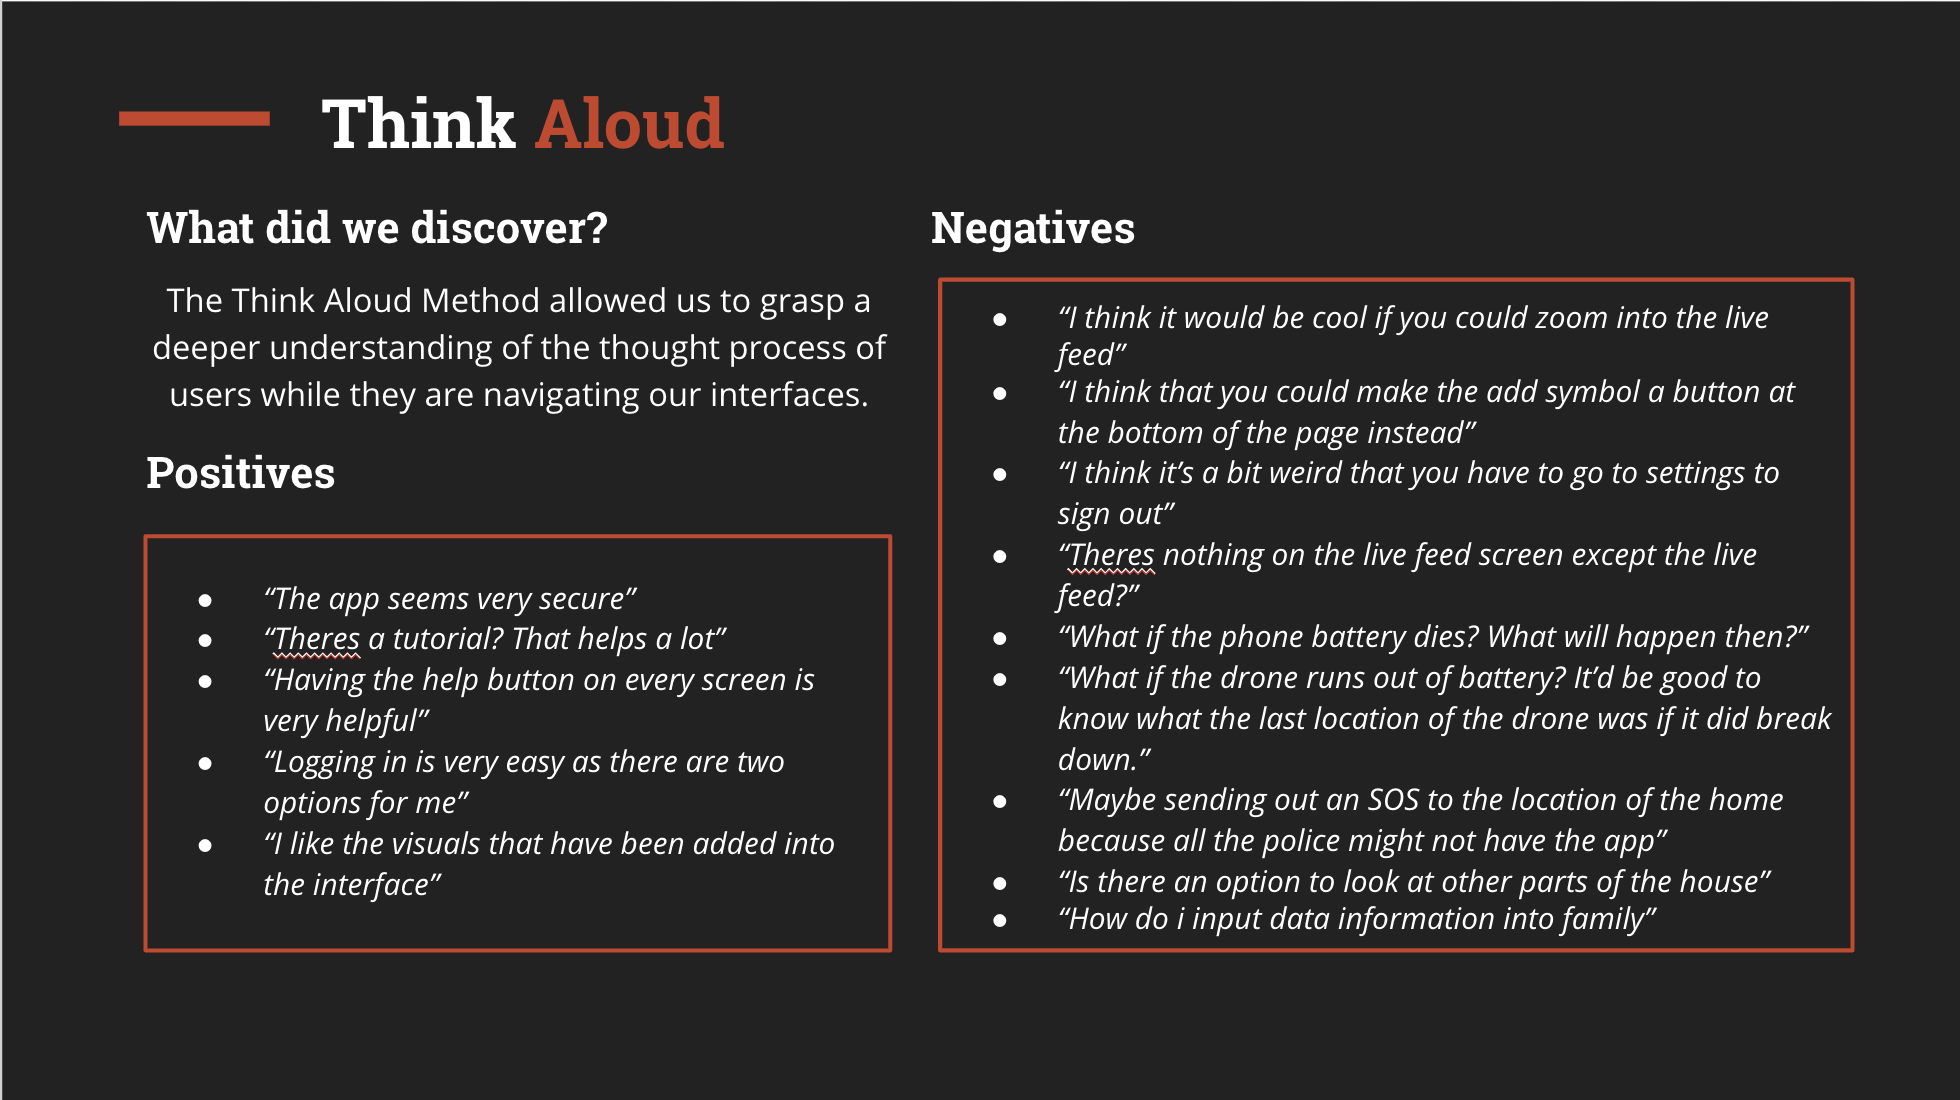 Think Aloud
What did we discover?
The Think Aloud Method allowed us to grasp a
deeper understanding of the thought process of
users while they are navigating our interfaces.
Positives
● “The app seems very secure”
● “Theres a tutorial? That helps a lot”
● “Having the help button on every screen is
very helpful”
● “Logging in is very easy as there are two
options for me”
● “I like the visuals that have been added into
the interface”
Negatives
● “I think it would be cool if you could zoom into the live
feed”
● “I think that you could make the add symbol a button at
the bottom of the page instead”
● “I think it’s a bit weird that you have to go to settings to
sign out”
● “Theres nothing on the live feed screen except the live
feed?”
● “What if the phone battery dies? What will happen then?”
● “What if the drone runs out of battery? It’d be good to
know what the last location of the drone was if it did break
down.”
● “Maybe sending out an SOS to the location of the home
because all the police might not have the app”
● “Is there an option to look at other parts of the house”
● “How do i input data information into family”